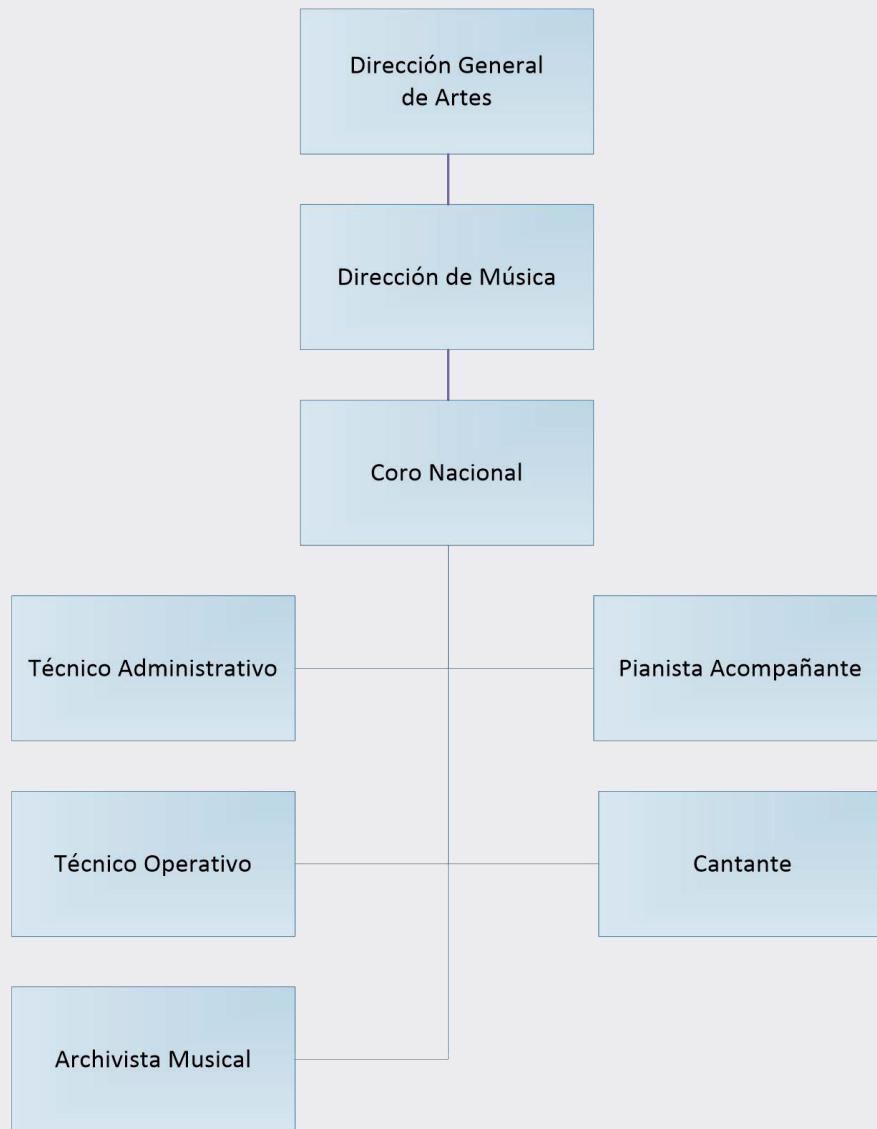 Dirección General
de Artes
Dirección de Música
Coro Nacional
Técnico Administrativo
Pianista Acompañante
Técnico Operativo
Cantante
Archivista Musical